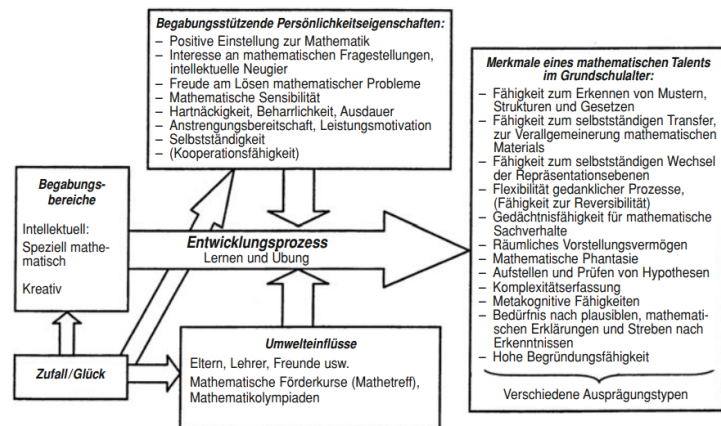 Begabungsstützende Persönlichkeitseigenschaften:
– Positive Einstellung zur Mathematik
– Interesse an mathematischen Fragestellungen,
intellektuelle Neugier
– Freude am Lösen mathematischer Probleme
– Mathematische Sensibilität
– Hartnäckigkeit, Beharrlichkeit, Ausdauer
– Anstrengungsbereitschaft, Leistungsmotivation
– Selbstständigkeit
– (Kooperationsfähigkeit)
Begabungs-
bereiche
Intellektuell:
Speziell mathe-
matisch
Kreativ
Entwicklungsprozess
Lernen und Übung
Zufall/Glück
Umwelteinflüsse
Eltern, Lehrer, Freunde usw.
Mathematische Förderkurse (Mathetreff),
Mathematikolympiaden
Merkmale eines mathematischen Talents
im Grundschulalter:
– Fähigkeit zum Erkennen von Mustern,
Strukturen und Gesetzen
– Fähigkeit zum selbstständigen Transfer,
zur Verallgemeinerung mathematischen
Materials
– Fähigkeit zum selbstständigen Wechsel
der Repräsentationsebenen
– Flexibilität gedanklicher Prozesse,
(Fähigkeit zur Reversibilität)
– Gedächtnisfähigkeit für mathematische
Sachverhalte
– Räumliches Vorstellungsvermögen
– Mathematische Phantasie
– Aufstellen und Prüfen von Hypothesen
– Komplexitätserfassung
– Metakognitive Fähigkeiten
– Bedürfnis nach plausiblen, mathemati-
schen Erklärungen und Streben nach
Erkenntnissen
– Hohe Begründungsfähigkeit
Verschiedene Ausprägungstypen